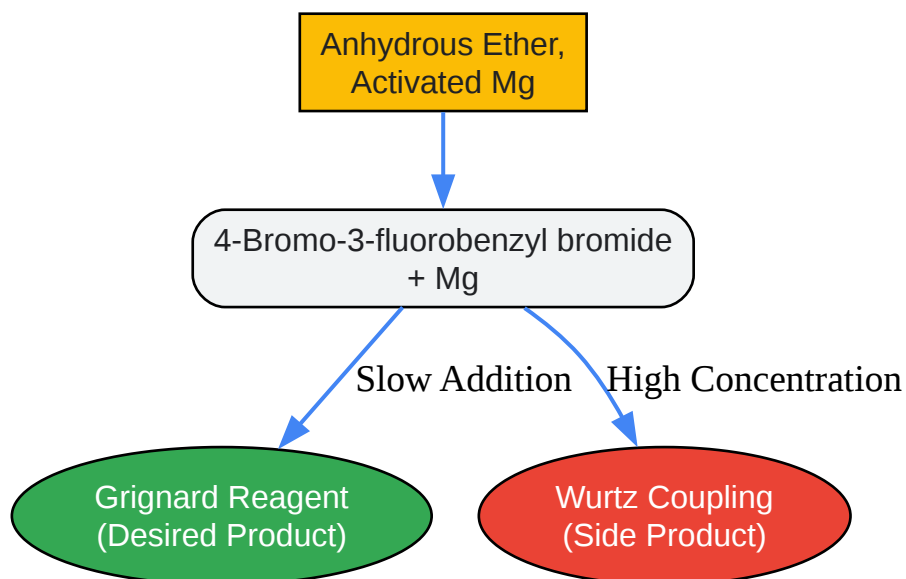 Anhydrous Ether,
Activated Mg
4-Bromo-3-fluorobenzyl bromide
+ Mg
Slow Addition
High Concentration
Grignard Reagent
(Desired Product)
Wurtz Coupling
(Side Product)